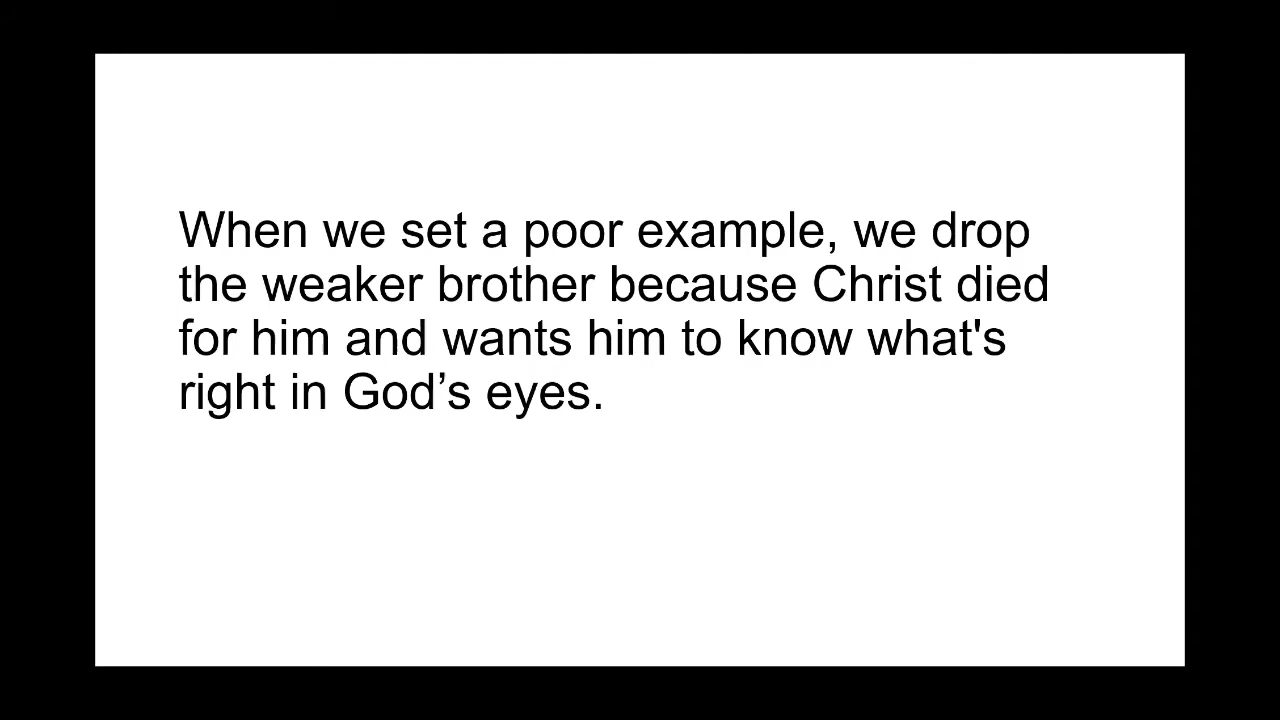 When we set a poor example, we drop
the weaker brother because Christ died
for him and wants him to know what's
right in God’s eyes.